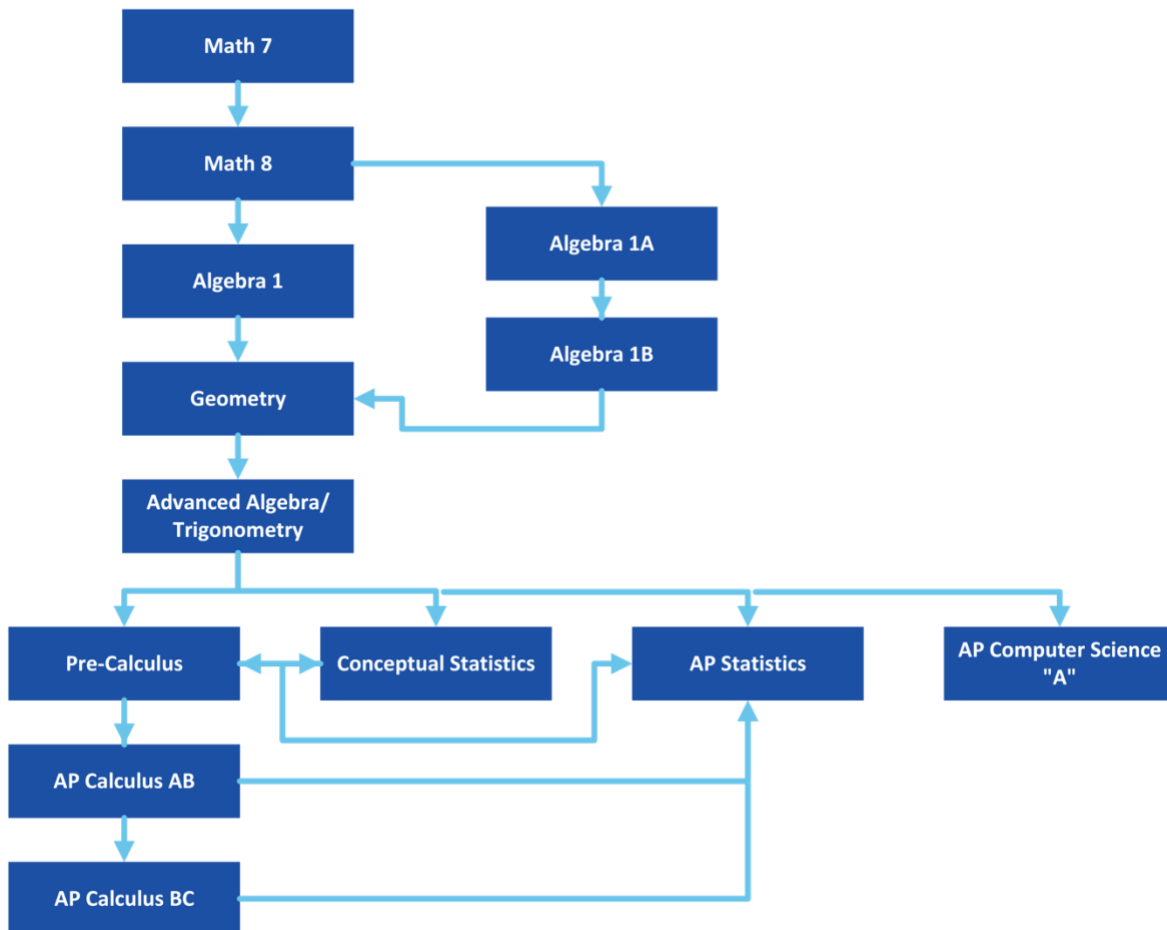 Math 7
Math 8
Algebra 1A
Algebra 1
Algebra 1B
Geometry
Advanced Algebra/
Trigonometry
Pre-Calculus
Conceptual Statistics
AP Statistics
AP Computer Science
"A"
AP Calculus AB
AP Calculus BC